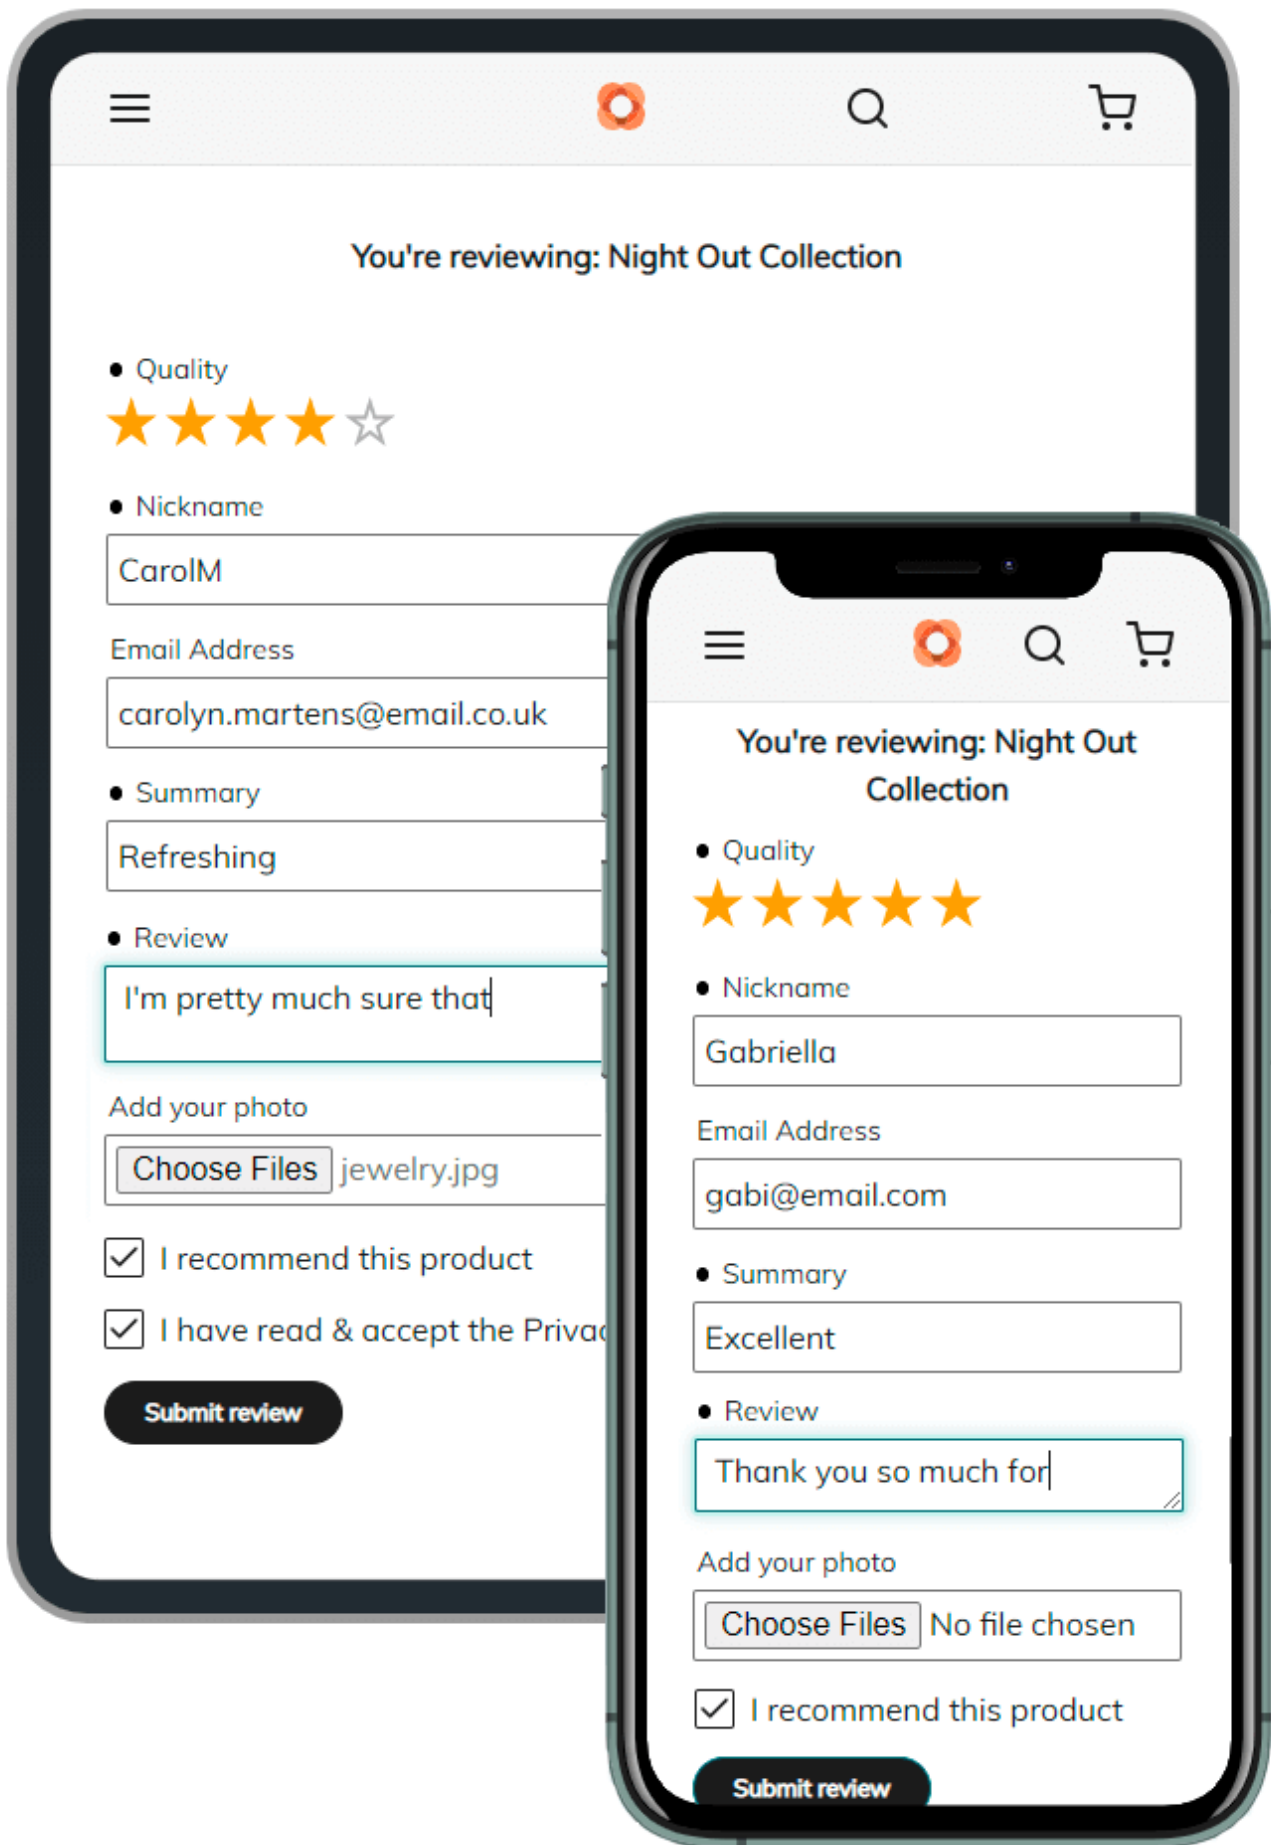 You're reviewing: Night Out Collection
• Quality
• Nickname
CarolM
Email Address
carolyn.martens@email.co.uk
• Summary
Refreshing
• Review
I'm pretty much sure that
Add your photo
Choose Files jewelry.jpg
I recommend this product
I have read & accept the
Submit review
You're reviewing: Night Out
Collection
• Quality
• Nickname
Gabriella
Email Address
gabi@email.com
• Summary
Excellent
• Review
Thank you so much for
Add your photo
Choose Files No file chosen
I recommend this product
Submit review